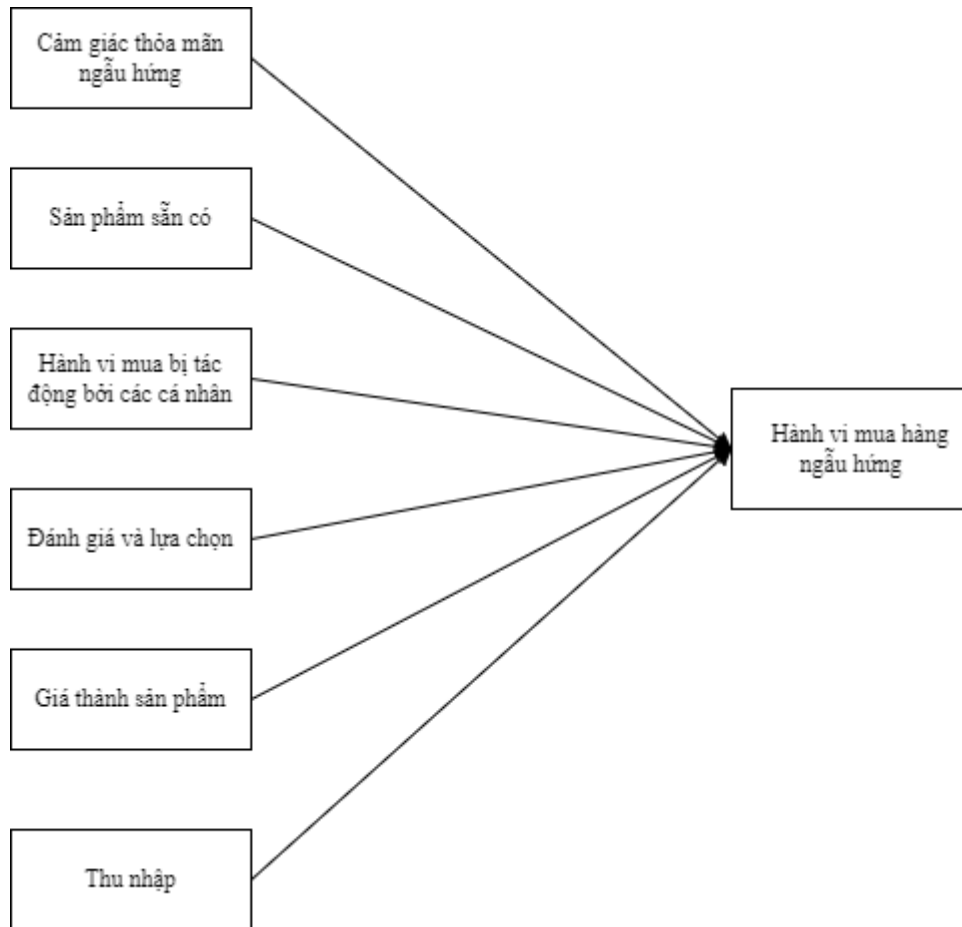 Cảm giác thỏa mãn
ngẫu hứng
Sản phẩm sẵn có
Hành vi mua bị tác
động bởi các cá nhân
Hành vi mua hàng
ngẫu hứng
Đánh giá và lựa chọn
Giá thành sản phẩm
Thu nhập